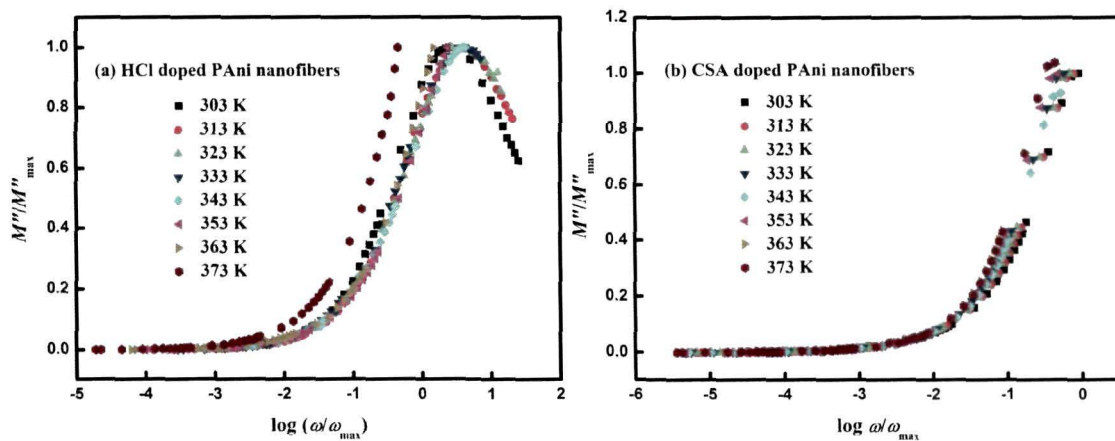 (a) HCl doped PAni nanofibers
303 K
313 K
323 K
333 K
343 K
353 K
363 K
373 K
M''/M''max
1.0
0.8
0.6
0.4
0.2
0.0
-5
-4
-3
-2
-1
0
1
2
log (ω/ωmax)
(b) CSA doped PAni nanofibers
303 K
313 K
323 K
333 K
343 K
353 K
363 K
373 K
M''/M''max
1.2
1.0
0.8
0.6
0.4
0.2
0.0
-6
-5
-4
-3
-2
-1
0
log ω/ωmax